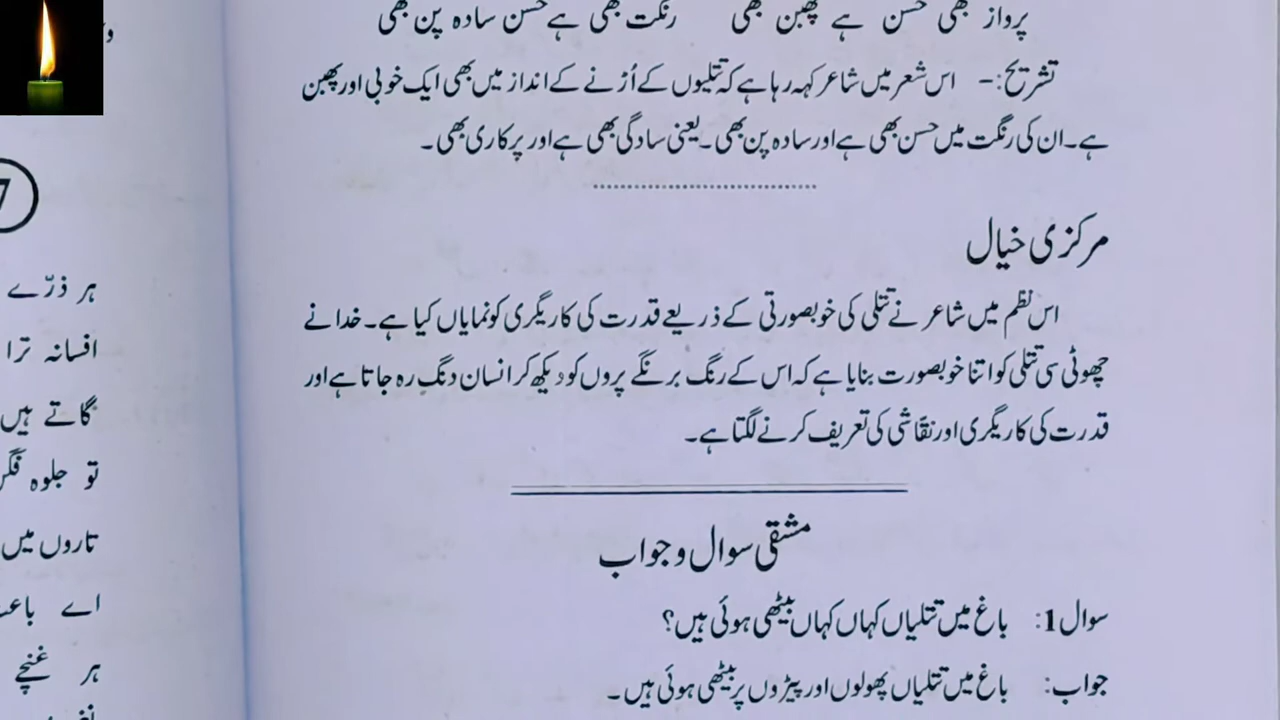 پرواز بھی حسن ہے پھبن بھی رنگت بھی ہے حسن سادہ پن بھی
تشریح:- اس شعر میں شاعر کہہ رہا ہے کہ تتلیوں کے اُڑنے کے انداز میں بھی ایک خوبی اور پھبن
ہے۔ ان کی رنگت میں حسن بھی ہے اور سادہ پن بھی۔ یعنی سادگی بھی ہے اور پرکاری بھی۔
مرکزی خیال
اس نظم میں شاعر نے تتلی کی خوبصورتی کے ذریعے قدرت کی کاریگری کو نمایاں کیا ہے۔ خدا نے
چھوٹی سی تتلی کو اتنا خوبصورت بنایا ہے کہ اس کے رنگ برنگے پروں کو دیکھ کر انسان دنگ رہ جاتا ہے اور
قدرت کی کاریگری اور نقّاشی کی تعریف کرنے لگتا ہے۔
مشقی سوال و جواب
سوال 1: باغ میں تتلیاں کہاں کہاں بیٹھی ہوئی ہیں؟
جواب: باغ میں تتلیاں پھولوں اور پیڑوں پر بیٹھی ہوئی ہیں۔
7
ہر ذرّے
افسانہ ترا
گاتے ہیں
تو جلوہ
تاروں میں
اے
ہر غنچے